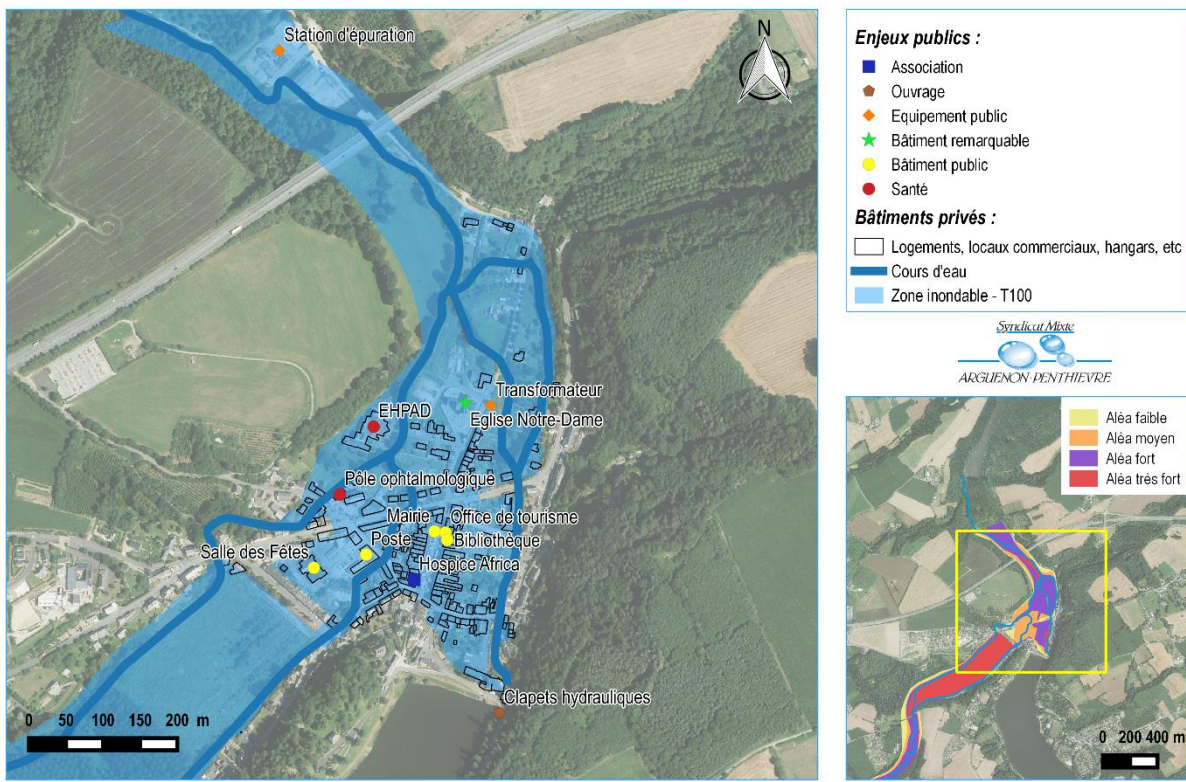 Station d'épuration
N
EHPAD
Transformateur
Eglise Notre-Dame
Pôle ophtalmologique
Mairie
Office de tourisme
Poste
Bibliothèque
Salle des Fêtes
Hospice Africa
Clapets hydrauliques
0 50 100 150 200 m
Enjeux publics :
Association
Ouvrage
Equipement public
Bâtiment remarquable
Bâtiment public
Santé
Bâtiments privés :
Logements, locaux commerciaux, hangars, etc
Cours d'eau
Zone inondable - T100
Syndicat Mixte
ARGUENON-PENTHIEVRE
Aléa faible
Aléa moyen
Aléa fort
Aléa très fort
0 200 400 m